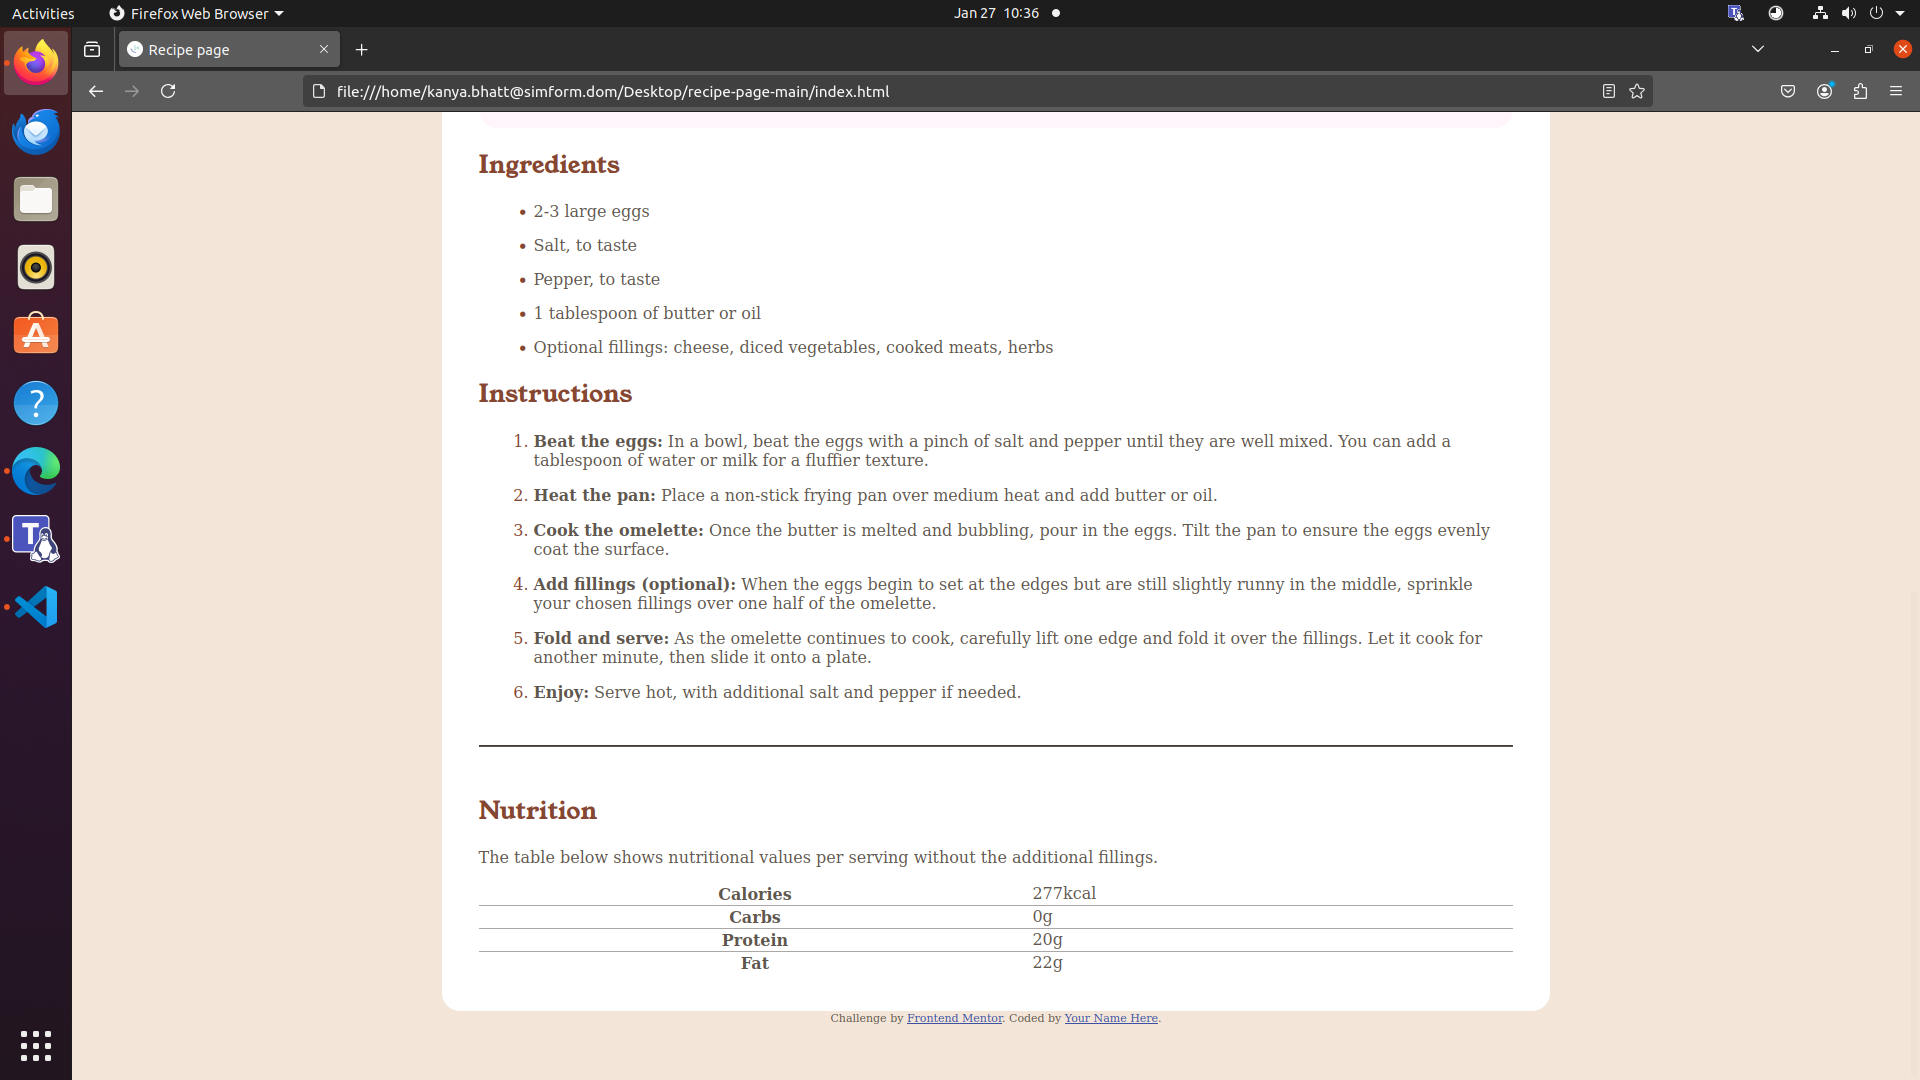 Activities
Firefox Web Browser
Jan 27 10:36
Recipe page
file:///home/kanya.bhatt@simform.dom/Desktop/recipe-page-main/index.html
Ingredients
• 2-3 large eggs
• Salt, to taste
• Pepper, to taste
• 1 tablespoon of butter or oil
• Optional fillings: cheese, diced vegetables, cooked meats, herbs
Instructions
1. Beat the eggs: In a bowl, beat the eggs with a pinch of salt and pepper until they are well mixed. You can add a
tablespoon of water or milk for a fluffier texture.
2. Heat the pan: Place a non-stick frying pan over medium heat and add butter or oil.
3. Cook the omelette: Once the butter is melted and bubbling, pour in the eggs. Tilt the pan to ensure the eggs evenly
coat the surface.
4. Add fillings (optional): When the eggs begin to set at the edges but are still slightly runny in the middle, sprinkle
your chosen fillings over one half of the omelette.
5. Fold and serve: As the omelette continues to cook, carefully lift one edge and fold it over the fillings. Let it cook for
another minute, then slide it onto a plate.
6. Enjoy: Serve hot, with additional salt and pepper if needed.
Nutrition
The table below shows nutritional values per serving without the additional fillings.
Calories 277kcal
Carbs 0g
Protein 20g
Fat 22g
Challenge by Frontend Mentor. Coded by Your Name Here.